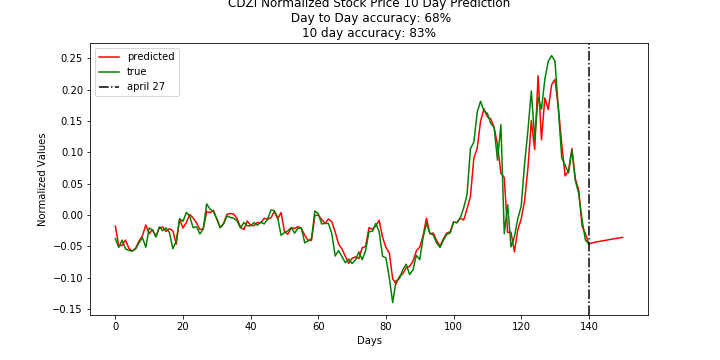 CDZI Normalized Stock Price 10 Day Prediction
Day to Day accuracy: 68%
10 day accuracy: 83%
predicted
true
april 27
Normalized Values
0.25
0.20
0.15
0.10
0.05
0.00
−0.05
−0.10
−0.15
0 20 40 60 80 100 120 140
Days